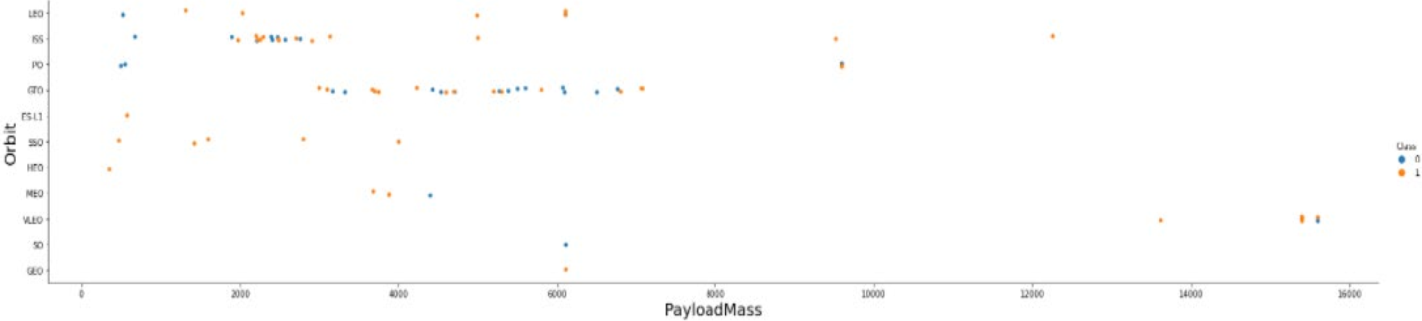 LEO
ISS
PO
GTO
ES-L1
SSO
HEO
MEO
VLEO
SO
GEO
Orbit
0 2000 4000 6000 8000 10000 12000 14000 16000
PayloadMass
Class
0
1